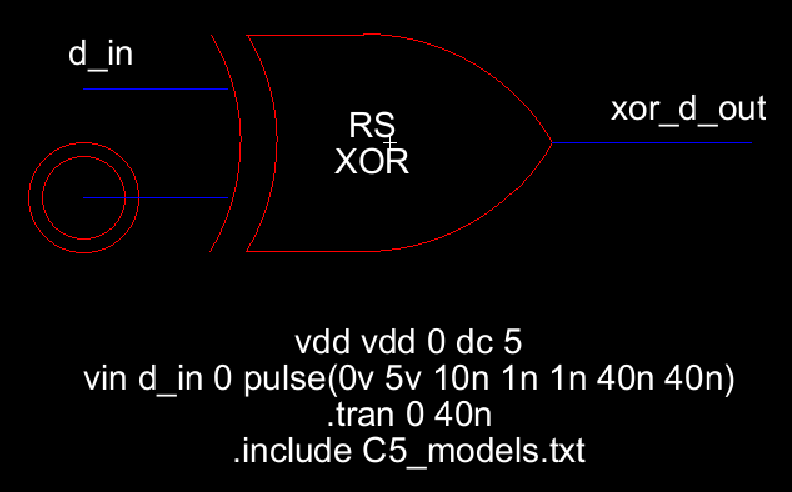 d_in
xor_d_out
RS
XOR
vdd vdd 0 dc 5
vin d_in 0 pulse(0v 5v 10n 1n 1n 40n 40n)
.tran 0 40n
.include C5_models.txt